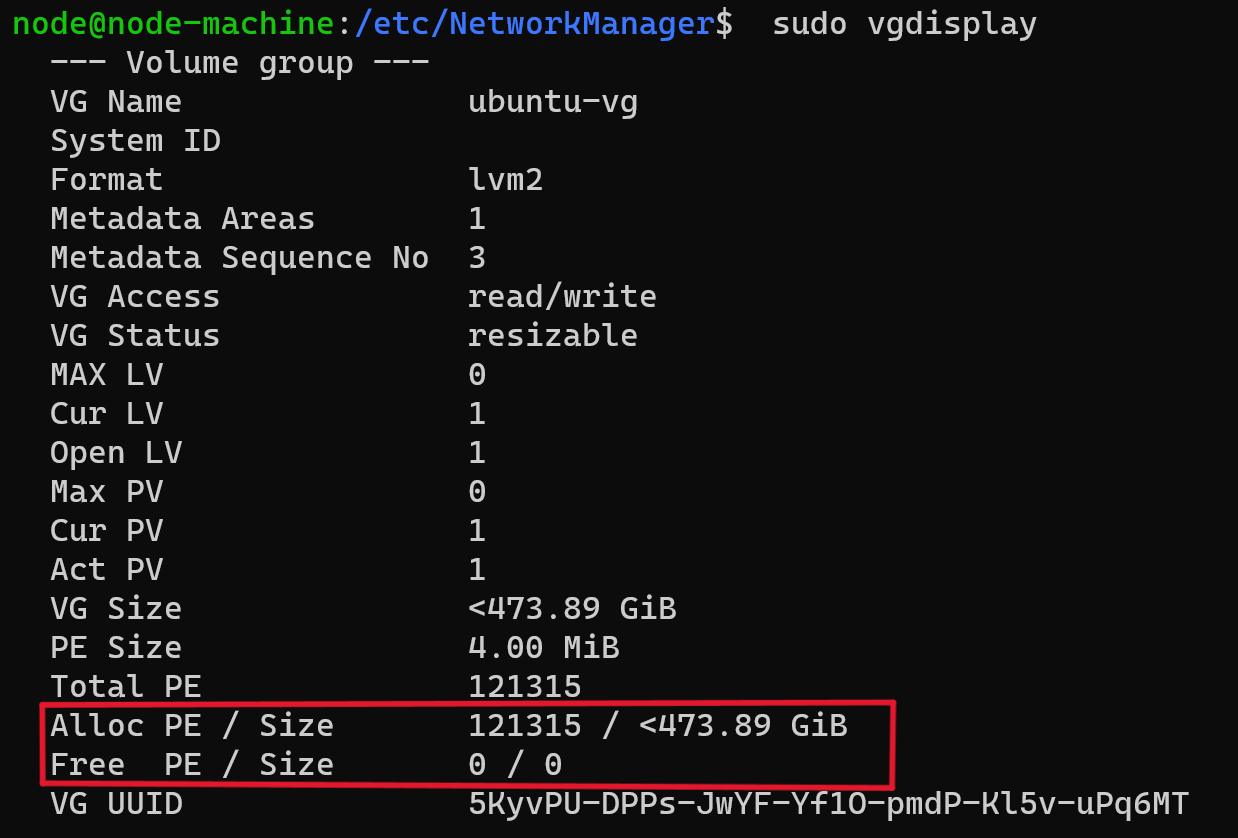 node@node-machine:/etc/NetworkManager$  sudo vgdisplay
  --- Volume group ---
  VG Name               ubuntu-vg
  System ID
  Format                lvm2
  Metadata Areas        1
  Metadata Sequence No  3
  VG Access             read/write
  VG Status             resizable
  MAX LV                0
  Cur LV                1
  Open LV               1
  Max PV                0
  Cur PV                1
  Act PV                1
  VG Size               <473.89 GiB
  PE Size               4.00 MiB
  Total PE              121315
  Alloc PE / Size       121315 / <473.89 GiB
  Free  PE / Size       0 / 0
  VG UUID               5KyvPU-DPPs-JwYF-Yf1O-pmdP-Kl5v-uPq6MT